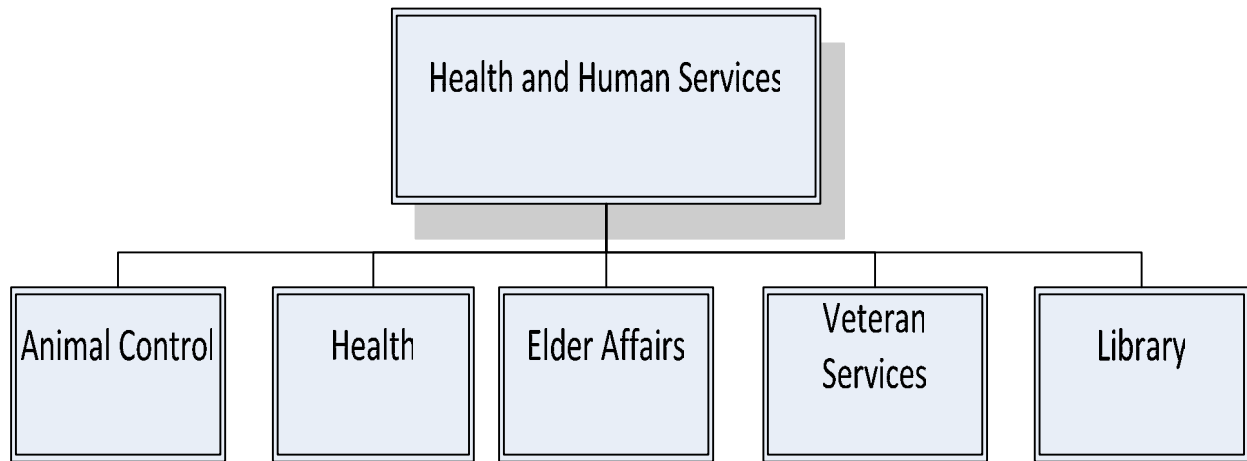 Health and Human Services
Animal Control
Health
Elder Affairs
Veteran
Services
Library